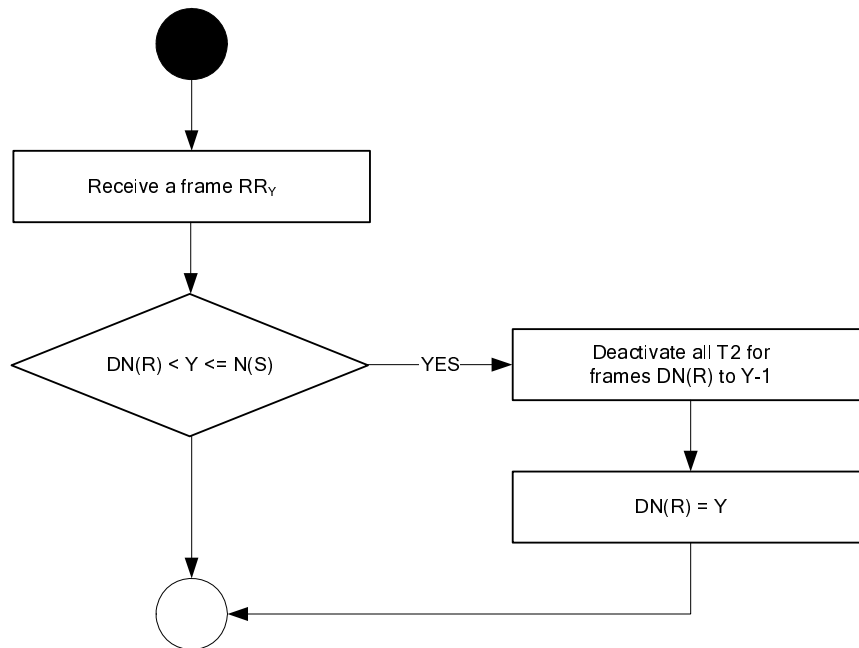 Receive a frame RRY
DN(R) < Y <= N(S)
YES
Deactivate all T2 for
frames DN(R) to Y-1
DN(R) = Y